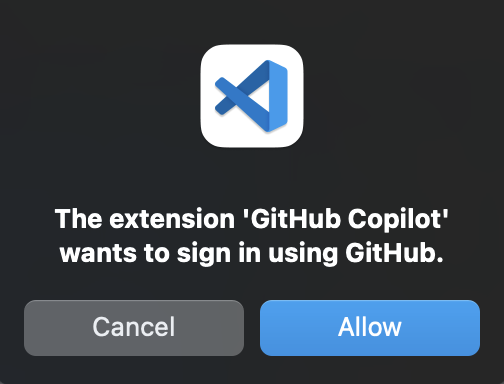 The extension 'GitHub Copilot'
wants to sign in using GitHub.
Cancel
Allow